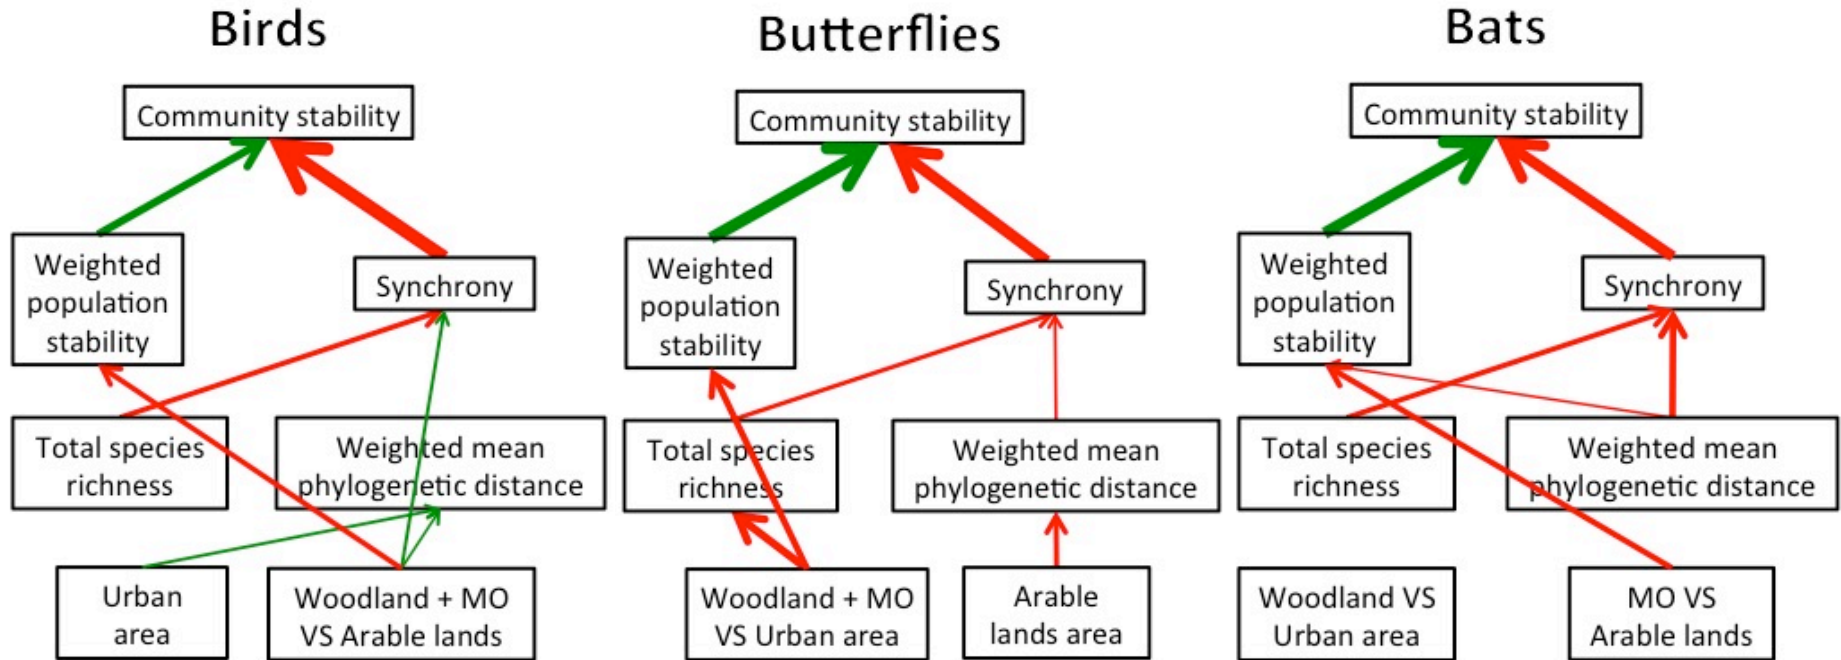 Birds
Community stability
Weighted
population
stability
Synchrony
Total species
richness
Weighted mean
phylogenetic distance
Urban
area
Woodland + MO
VS Arable lands
Butterflies
Community stability
Weighted
population
stability
Synchrony
Total species
richness
Weighted mean
phylogenetic distance
Woodland + MO
VS Urban area
Arable
lands area
Bats
Community stability
Weighted
population
stability
Synchrony
Total species
richness
Weighted mean
phylogenetic distance
Woodland VS
Urban area
MO VS
Arable lands